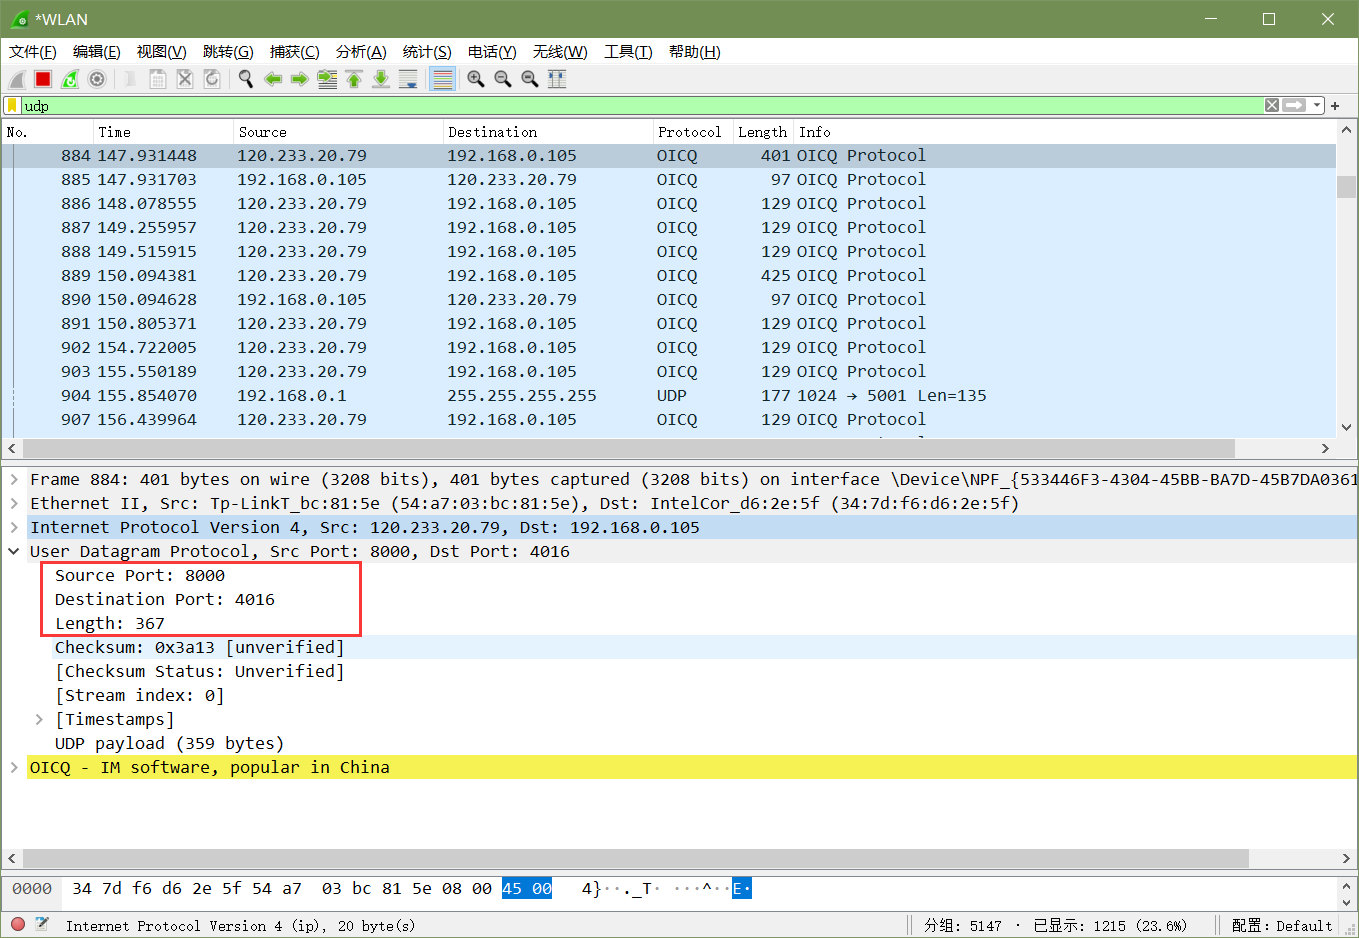 *WLAN
文件(F) 编辑(E) 视图(V) 跳转(G) 捕获(C) 分析(A) 统计(S) 电话(Y) 无线(W) 工具(T) 帮助(H)
udp
No. Time Source Destination Protocol Length Info
884 147.931448 120.233.20.79 192.168.0.105 OICQ 401 OICQ Protocol
885 147.931703 192.168.0.105 120.233.20.79 OICQ 97 OICQ Protocol
886 148.078555 120.233.20.79 192.168.0.105 OICQ 129 OICQ Protocol
887 149.255957 120.233.20.79 192.168.0.105 OICQ 129 OICQ Protocol
888 149.515915 120.233.20.79 192.168.0.105 OICQ 129 OICQ Protocol
889 150.094381 120.233.20.79 192.168.0.105 OICQ 425 OICQ Protocol
890 150.094628 192.168.0.105 120.233.20.79 OICQ 97 OICQ Protocol
891 150.805371 120.233.20.79 192.168.0.105 OICQ 129 OICQ Protocol
902 154.722005 120.233.20.79 192.168.0.105 OICQ 129 OICQ Protocol
903 155.550189 120.233.20.79 192.168.0.105 OICQ 129 OICQ Protocol
904 155.854070 192.168.0.1 255.255.255.255 UDP 177 1024 → 5001 Len=135
907 156.439964 120.233.20.79 192.168.0.105 OICQ 129 OICQ Protocol
Frame 884: 401 bytes on wire (3208 bits), 401 bytes captured (3208 bits) on interface \Device\NPF_{533446F3-4304-45BB-BA7D-45B7DA0361
Ethernet II, Src: Tp-LinkT_bc:81:5e (54:a7:03:bc:81:5e), Dst: IntelCor_d6:2e:5f (34:7d:f6:d6:2e:5f)
Internet Protocol Version 4, Src: 120.233.20.79, Dst: 192.168.0.105
User Datagram Protocol, Src Port: 8000, Dst Port: 4016
Source Port: 8000
Destination Port: 4016
Length: 367
Checksum: 0x3a13 [unverified]
[Checksum Status: Unverified]
[Stream index: 0]
[Timestamps]
UDP payload (359 bytes)
OICQ - IM software, popular in China
0000 34 7d f6 d6 2e 5f 54 a7 03 bc 81 5e 08 00 45 00 4}··._T· ···^··E·
Internet Protocol Version 4 (ip), 20 byte(s) 分组: 5147 · 已显示: 1215 (23.6%) 配置: Default